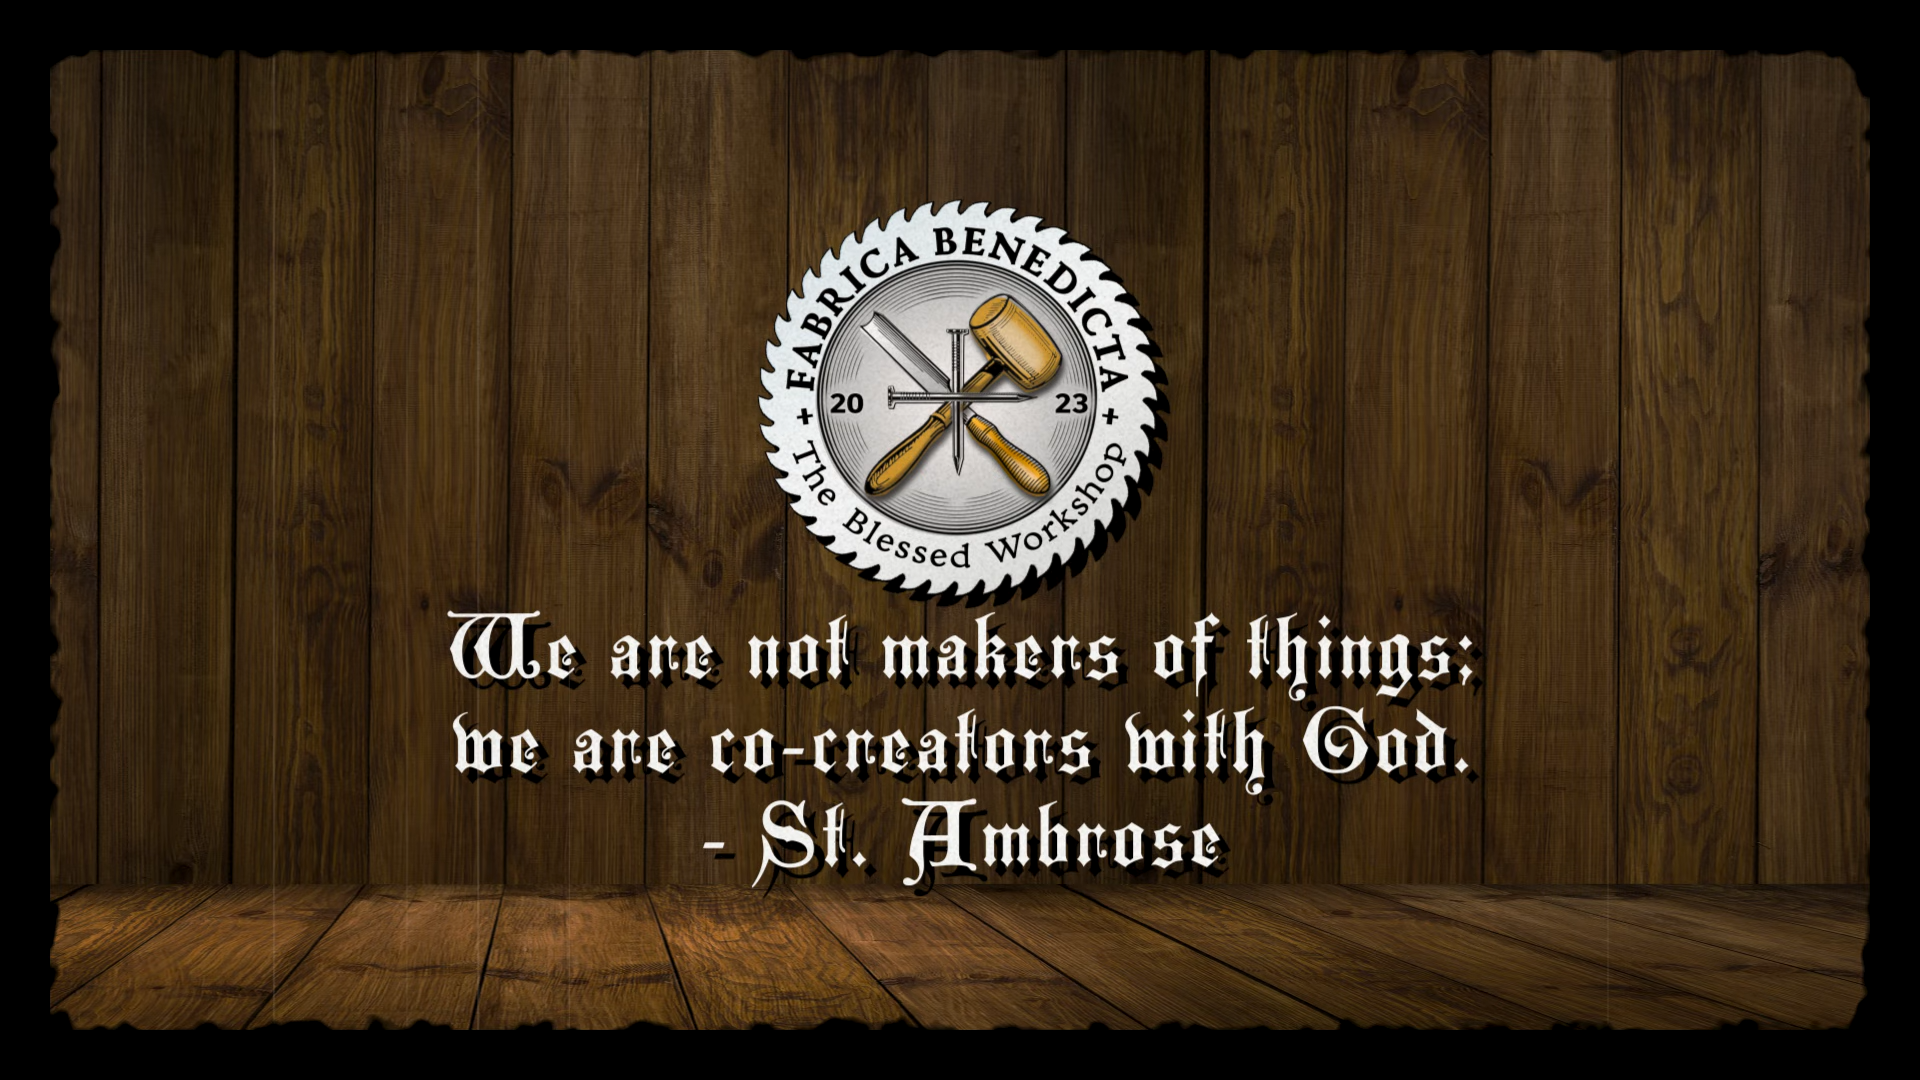 FABRICA BENEDICTA
20 23
+ The Blessed Workshop +
We are not makers of things;
we are co-creators with God.
- St. Ambrose